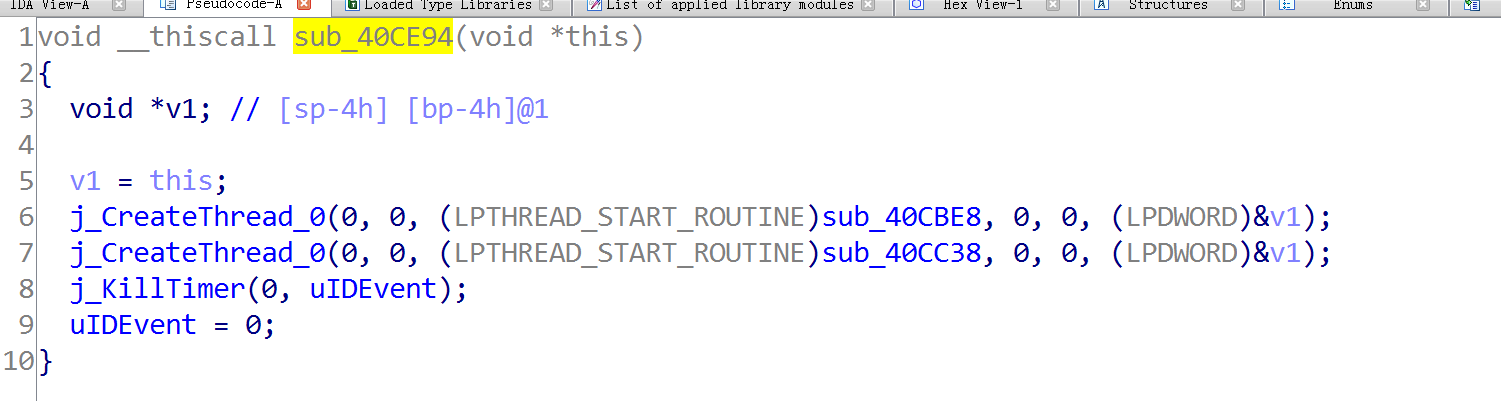 IDA View-A Pseudocode-A Loaded Type Libraries List of applied library modules Hex View-1 Structures Enums
1 void __thiscall sub_40CE94(void *this)
2 {
3 void *v1; // [sp-4h] [bp-4h]@1
4
5 v1 = this;
6 j_CreateThread_0(0, 0, (LPTHREAD_START_ROUTINE)sub_40CBE8, 0, 0, (LPDWORD)&v1);
7 j_CreateThread_0(0, 0, (LPTHREAD_START_ROUTINE)sub_40CC38, 0, 0, (LPDWORD)&v1);
8 j_KillTimer(0, uIDEvent);
9 uIDEvent = 0;
10 }